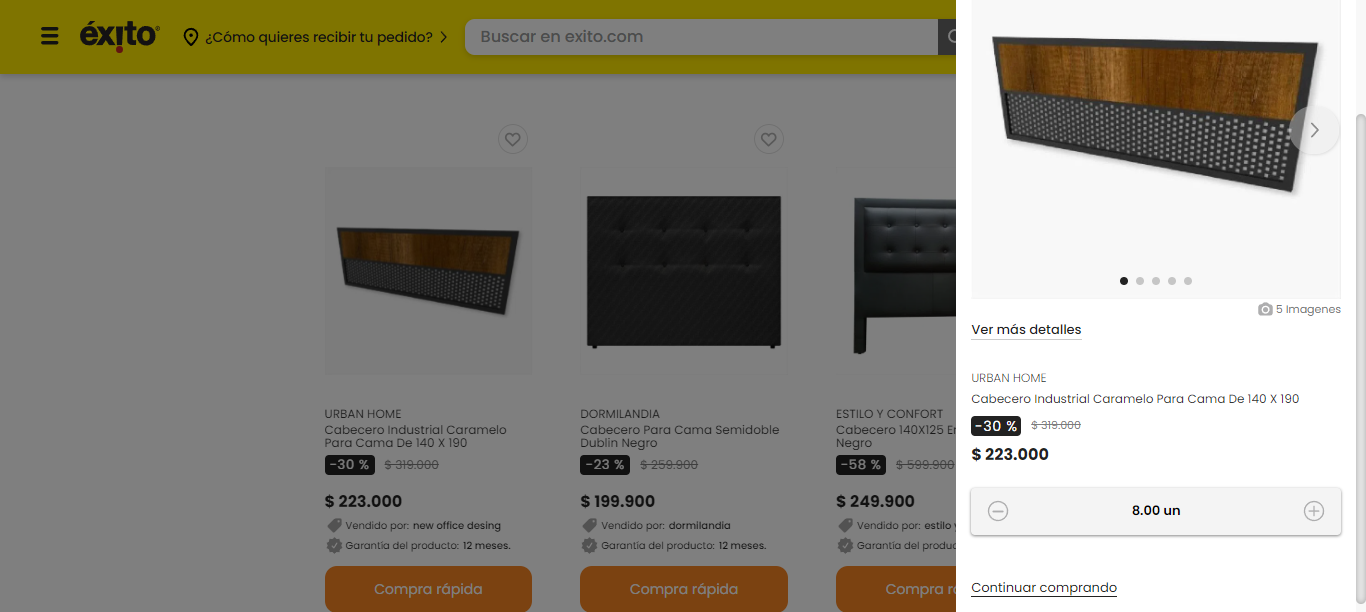 éxito
¿Cómo quieres recibir tu pedido?
Buscar en exito.com
URBAN HOME
Cabecero Industrial Caramelo
Para Cama De 140 X 190
-30 % $ 319.000
$ 223.000
Vendido por: new office desing
Garantía del producto: 12 meses.
Compra rápida
DORMILANDIA
Cabecero Para Cama Semidoble
Dublin Negro
-23 % $ 259.900
$ 199.900
Vendido por: dormilandia
Garantía del producto: 12 meses.
Compra rápida
ESTILO Y CONFORT
Cabecero 140X125
Negro
-58 % $ 599.900
$ 249.900
Vendido por: estilo
Garantía del
Compra
5 Imagenes
Ver más detalles
URBAN HOME
Cabecero Industrial Caramelo Para Cama De 140 X 190
-30 % $ 319.000
$ 223.000
8.00 un
Continuar comprando